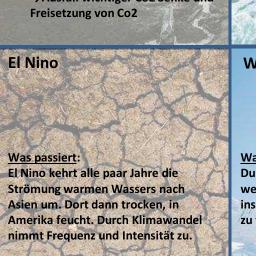 Freisetzung von Co2
El Nino
W
Was passiert:
El Nino kehrt alle paar Jahre die
Strömung warmen Wassers nach
Asien um. Dort dann trocken, in
Amerika feucht. Durch Klimawandel
nimmt Frequenz und Intensität zu.
Wa
Du
we
ins
zu